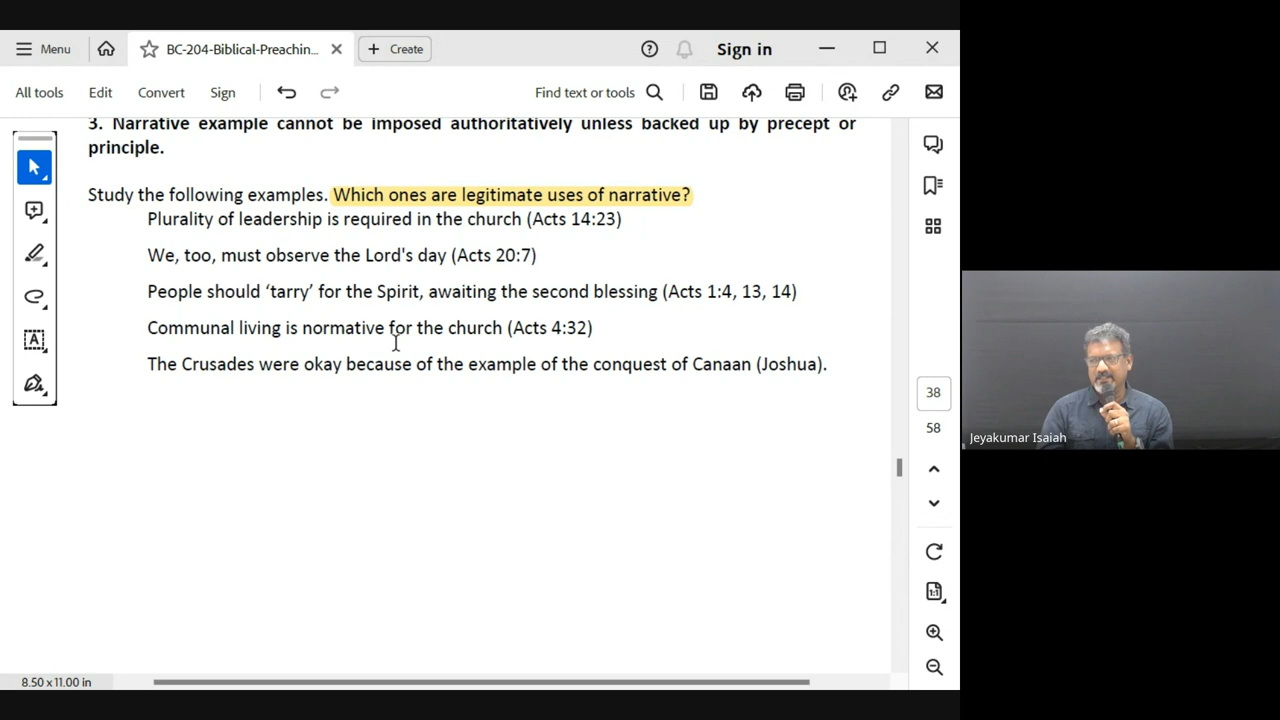 Menu
BC-204-Biblical-Preachin...
Create
Sign in
All tools
Edit
Convert
Sign
Find text or tools
3. Narrative example cannot be imposed authoritatively unless backed up by precept or
principle.
Study the following examples. Which ones are legitimate uses of narrative?
Plurality of leadership is required in the church (Acts 14:23)
We, too, must observe the Lord's day (Acts 20:7)
People should ‘tarry’ for the Spirit, awaiting the second blessing (Acts 1:4, 13, 14)
Communal living is normative for the church (Acts 4:32)
The Crusades were okay because of the example of the conquest of Canaan (Joshua).
38
58
Jeyakumar Isaiah
1:1
8.50 x 11.00 in